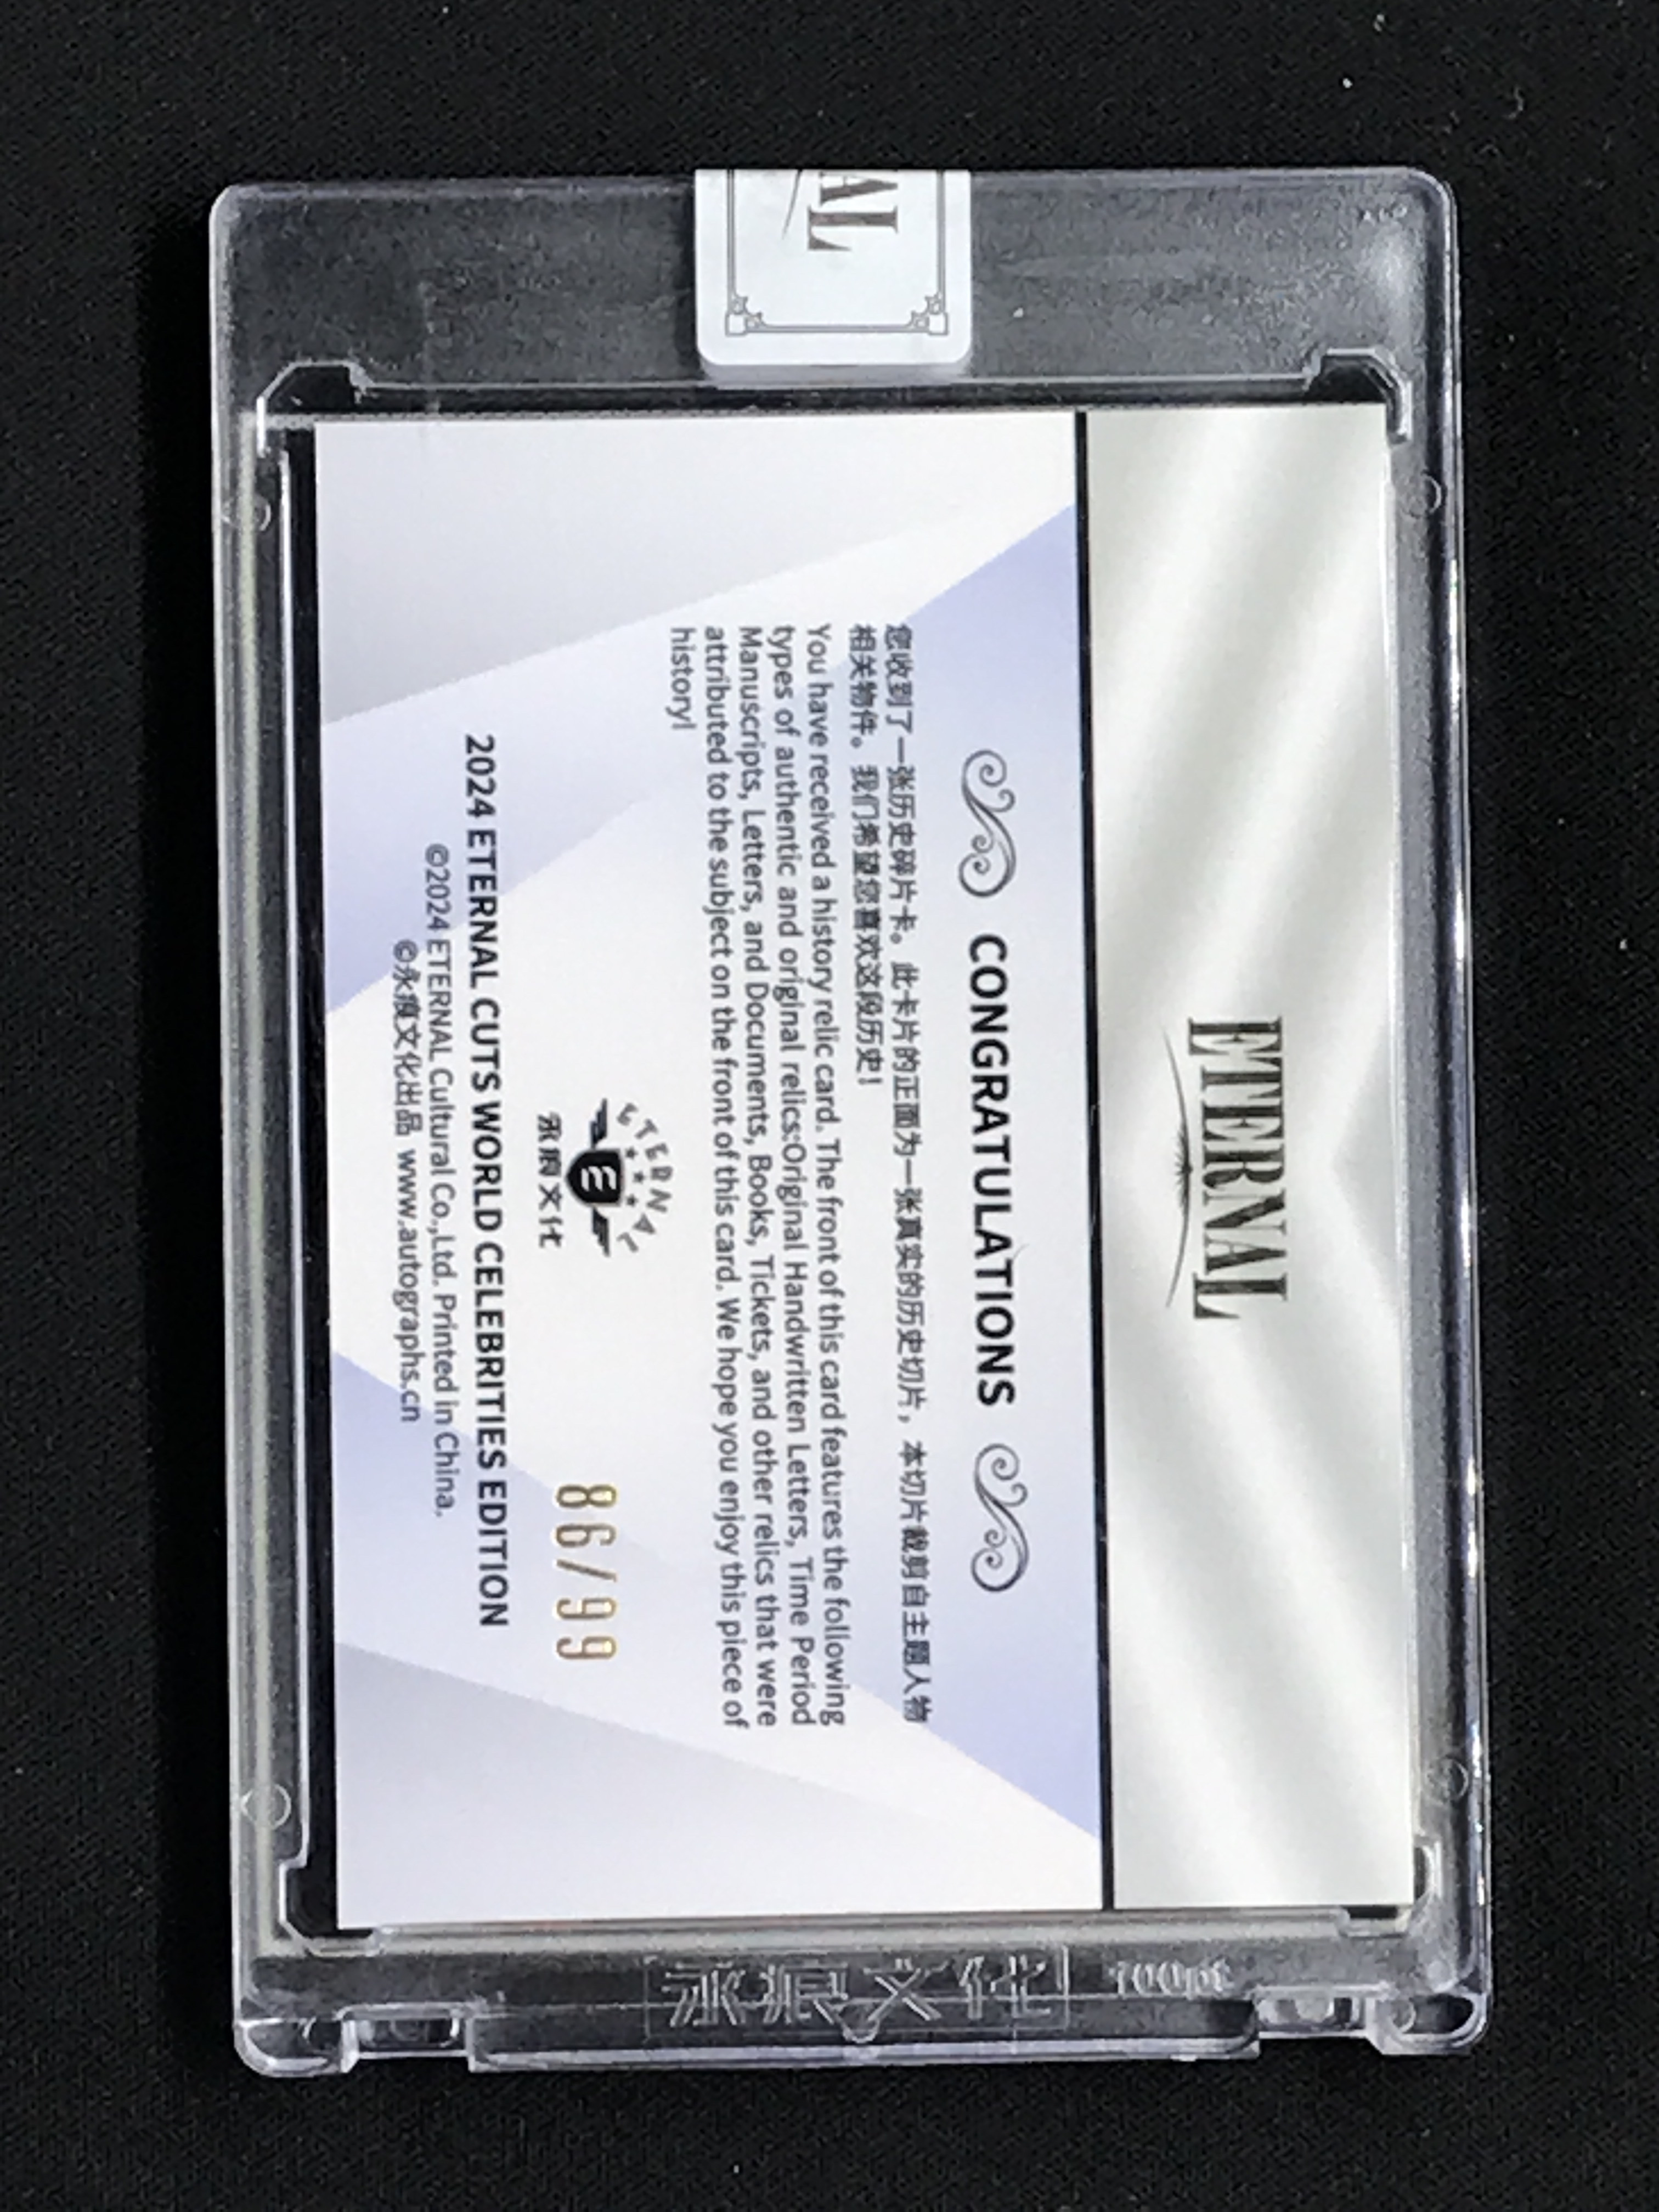 AL
ETERNAL
CONGRATULATIONS
您收到了一张历史碎片卡。此卡片的正面为一张真实的历史切片，本切片裁剪自主题人物
相关物件。我们希望您喜欢这段历史!
You have received a history relic card. The front of this card features the following
types of authentic and original relics:Original Handwritten Letters, Time Period
Manuscripts, Letters, and Documents, Books, Tickets, and other relics that were
attributed to the subject on the front of this card. We hope you enjoy this piece of
history!
ETERNAL
E
永痕文化
86/99
2024 ETERNAL CUTS WORLD CELEBRITIES EDITION
©2024 ETERNAL Cultural Co.,Ltd. Printed in China.
©永痕文化出品 www.autographs.cn
永痕文化